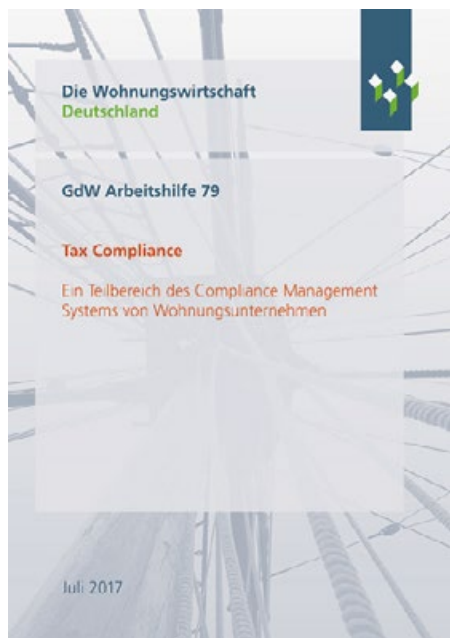 Die Wohnungswirtschaft
Deutschland
GdW Arbeitshilfe 79
Tax Compliance
Ein Teilbereich des Compliance Management
Systems von Wohnungsunternehmen
Juli 2017